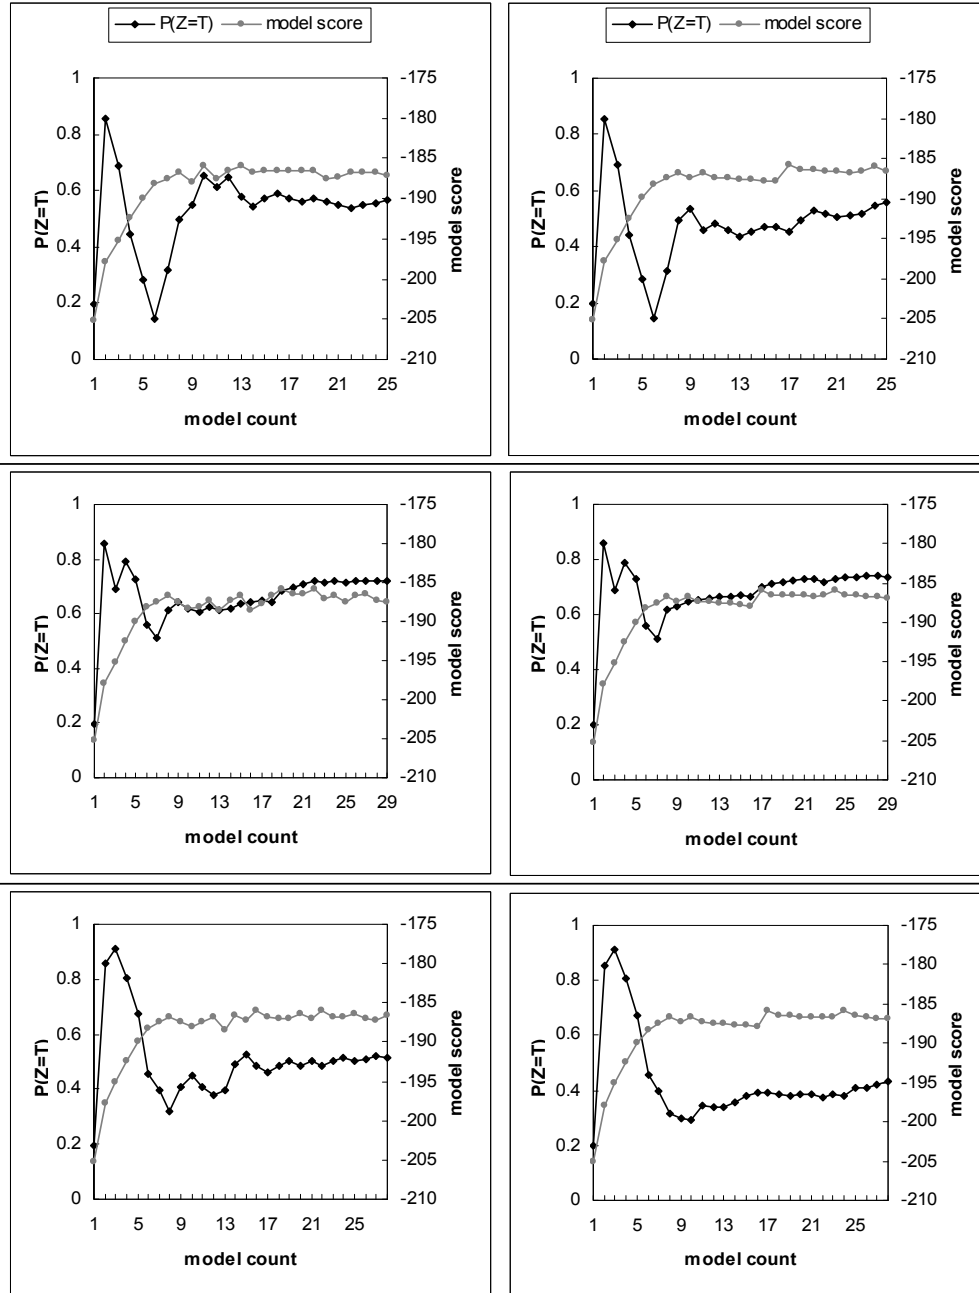 P(Z=T) model score
P(Z=T) model score
1 -175
0.8 -180
-185
0.6 -190
0.4 -195
-200
0.2 -205
0 -210
P(Z=T)
model score
1 5 9 13 17 21 25
model count
1 -175
0.8 -180
-185
0.6 -190
0.4 -195
-200
0.2 -205
0 -210
P(Z=T)
model score
1 5 9 13 17 21 25
model count
1 -175
0.8 -180
-185
0.6 -190
0.4 -195
-200
0.2 -205
0 -210
P(Z=T)
model score
1 5 9 13 17 21 25 29
model count
1 -175
0.8 -180
-185
0.6 -190
0.4 -195
-200
0.2 -205
0 -210
P(Z=T)
model score
1 5 9 13 17 21 25 29
model count
1 -175
0.8 -180
-185
0.6 -190
0.4 -195
-200
0.2 -205
0 -210
P(Z=T)
model score
1 5 9 13 17 21 25
model count
1 -175
0.8 -180
-185
0.6 -190
0.4 -195
-200
0.2 -205
0 -210
P(Z=T)
model score
1 5 9 13 17 21 25
model count